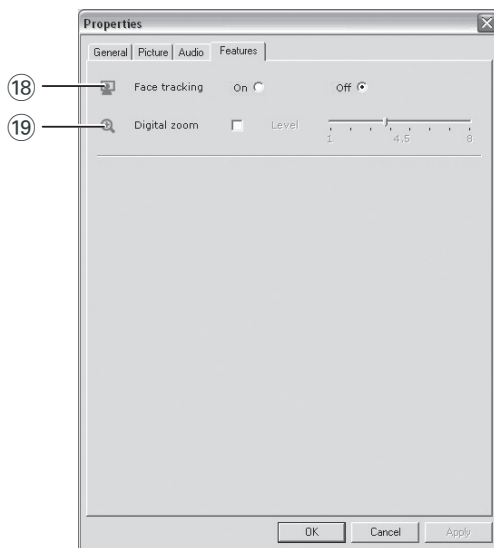 Properties
General Picture Audio Features
18 Face tracking On Off
19 Digital zoom Level
1 4.5 8
OK Cancel Apply